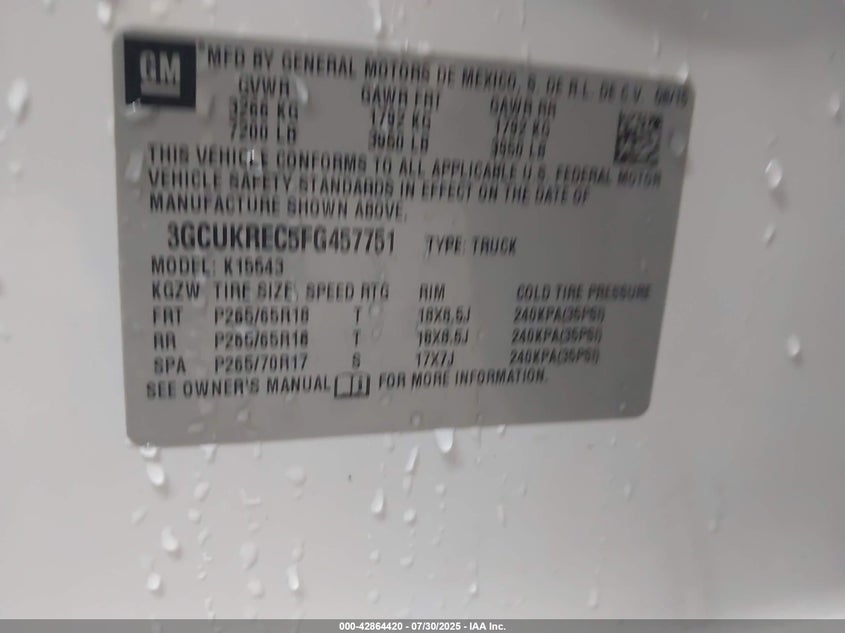 GM
MFD BY GENERAL MOTORS DE MEXICO, S. DE R.L. DE C.V.
GVWR GAWR FRT GAWR RR
3266 KG 1792 KG 1792 KG
7200 LB 3950 LB 3950 LB
THIS VEHICLE CONFORMS TO ALL APPLICABLE U.S. FEDERAL MOTOR
VEHICLE SAFETY STANDARDS IN EFFECT ON THE DATE OF
MANUFACTURE SHOWN ABOVE.
3GCUKREC5FG457751 TYPE: TRUCK
MODEL: K15543
KGZW TIRE SIZE SPEED RTG RIM COLD TIRE PRESSURE
FRT P265/65R18 T 18X8.5J 240KPA(35PSI)
RR P265/65R18 T 18X8.5J 240KPA(35PSI)
SPA P265/70R17 S 17X7J 240KPA(35PSI)
SEE OWNER'S MANUAL FOR MORE INFORMATION.
000-42864420 - 07/30/2025 - IAA Inc.